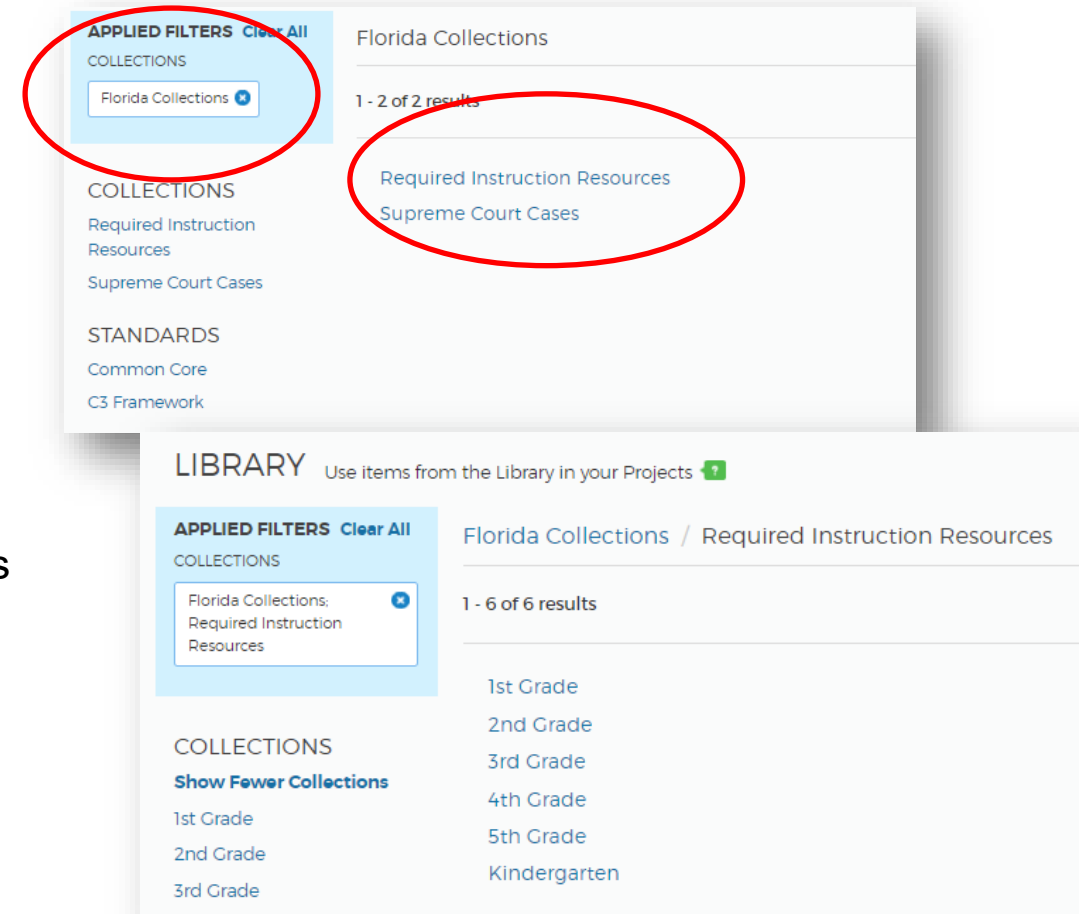 APPLIED FILTERS Clear All
COLLECTIONS
Florida Collections
Florida Collections
1 - 2 of 2 results
Required Instruction Resources
Supreme Court Cases
COLLECTIONS
Required Instruction
Resources
Supreme Court Cases
STANDARDS
Common Core
C3 Framework
s
LIBRARY Use items from the Library in your Projects ?
APPLIED FILTERS Clear All
COLLECTIONS
Florida Collections;
Required Instruction
Resources
Florida Collections / Required Instruction Resources
1 - 6 of 6 results
1st Grade
2nd Grade
3rd Grade
4th Grade
5th Grade
Kindergarten
COLLECTIONS
Show Fewer Collections
1st Grade
2nd Grade
3rd Grade